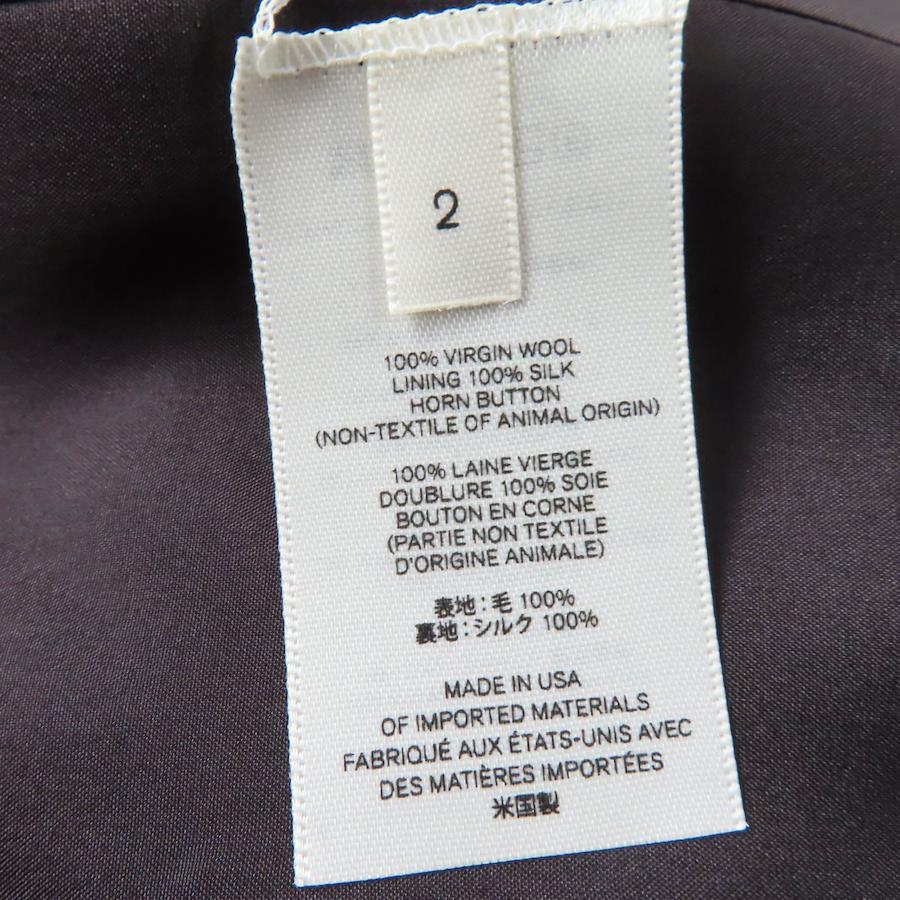 2
100% VIRGIN WOOL
LINING 100% SILK
HORN BUTTON
(NON-TEXTILE OF ANIMAL ORIGIN)
100% LAINE VIERGE
DOUBLURE 100% SOIE
BOUTON EN CORNE
(PARTIE NON TEXTILE
D'ORIGINE ANIMALE)
表地:毛 100%
裏地:シルク 100%
MADE IN USA
OF IMPORTED MATERIALS
FABRIQUÉ AUX ÉTATS-UNIS AVEC
DES MATIÈRES IMPORTÉES
米国製